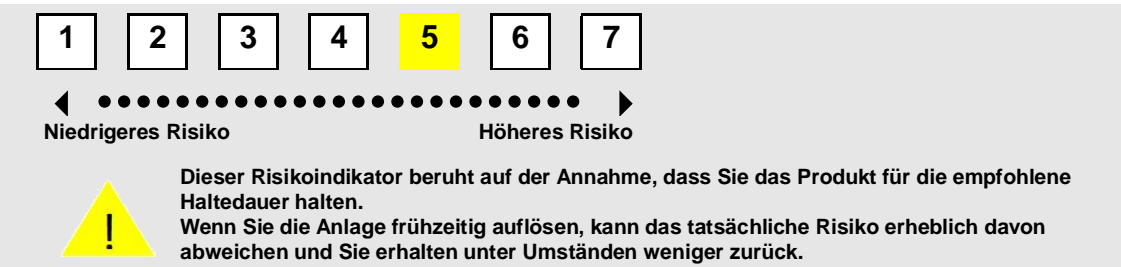 1 2 3 4 5 6 7
Niedrigeres Risiko Höheres Risiko
Dieser Risikoindikator beruht auf der Annahme, dass Sie das Produkt für die empfohlene
Haltedauer halten.
Wenn Sie die Anlage frühzeitig auflösen, kann das tatsächliche Risiko erheblich davon
abweichen und Sie erhalten unter Umständen weniger zurück.
!